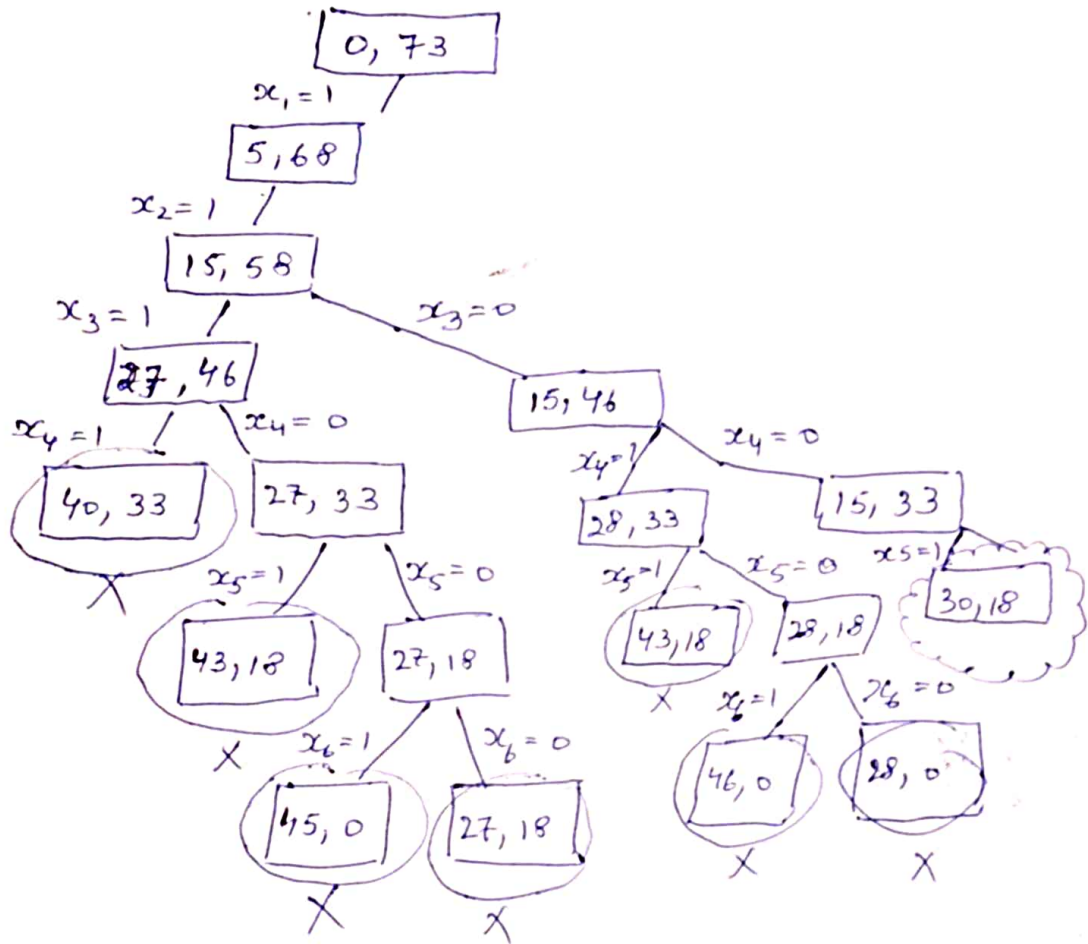 0, 73
x₁ = 1
5, 68
x₂ = 1
15, 58
x₃ = 1
x₃ = 0
27, 46
15, 46
x₄ = 1
x₄ = 0
x₄ = 1
x₄ = 0
40, 33
27, 33
28, 33
15, 33
X
x₅ = 1
x₅ = 0
x₅ = 1
x₅ = 0
x₅ = 1
43, 18
27, 18
43, 18
28, 18
30, 18
X
X
x₆ = 1
x₆ = 0
x₆ = 1
x₆ = 0
45, 0
27, 18
46, 0
28, 0
X
X
X
X